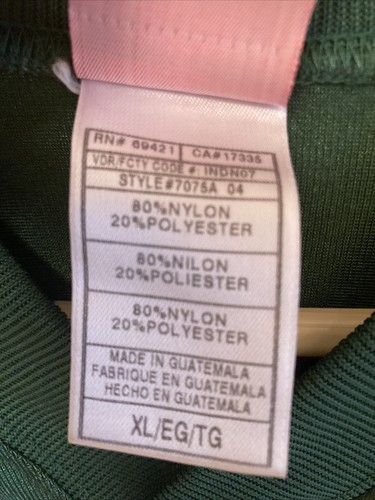 RN# 69421 CA#17335
VDR/FCTY CODE #: INDN07
STYLE#7075A 04
80%NYLON
20%POLYESTER
80%NILON
20%POLIESTER
80%NYLON
20%POLYESTER
MADE IN GUATEMALA
FABRIQUE EN GUATEMALA
HECHO EN GUATEMALA
XL/EG/TG